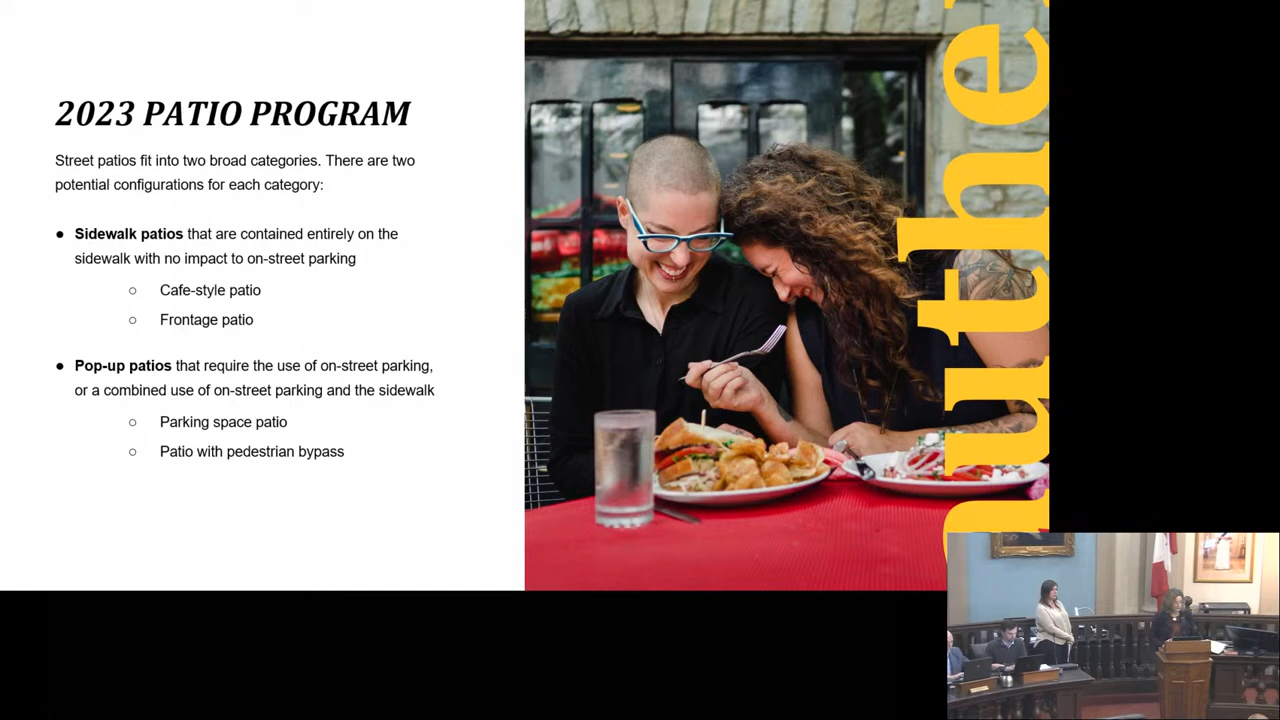 2023 PATIO PROGRAM
Street patios fit into two broad categories. There are two
potential configurations for each category:
● Sidewalk patios that are contained entirely on the
sidewalk with no impact to on-street parking
○ Cafe-style patio
○ Frontage patio
● Pop-up patios that require the use of on-street parking,
or a combined use of on-street parking and the sidewalk
○ Parking space patio
○ Patio with pedestrian bypass
uthe